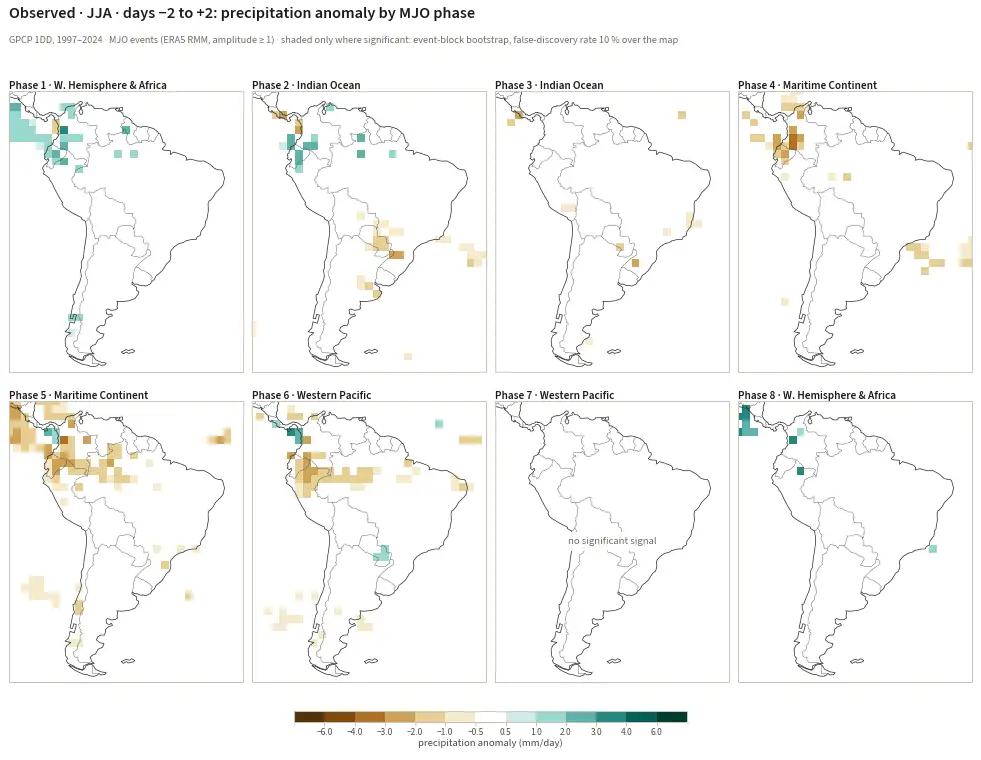 Observed · JJA · days −2 to +2: precipitation anomaly by MJO phase
GPCP 1DD, 1997–2024 · MJO events (ERA5 RMM, amplitude ≥ 1) · shaded only where significant: event-block bootstrap, false-discovery rate 10 % over the map
Phase 1 · W. Hemisphere & Africa
Phase 2 · Indian Ocean
Phase 3 · Indian Ocean
Phase 4 · Maritime Continent
Phase 5 · Maritime Continent
Phase 6 · Western Pacific
Phase 7 · Western Pacific
Phase 8 · W. Hemisphere & Africa
no significant signal
−6.0 −4.0 −3.0 −2.0 −1.0 −0.5 0.5 1.0 2.0 3.0 4.0 6.0
precipitation anomaly (mm/day)